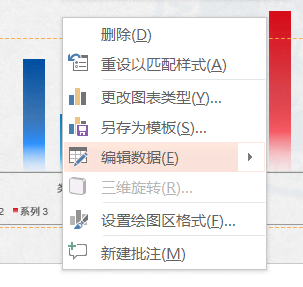 删除(D)
重设以匹配样式(A)
更改图表类型(Y)...
另存为模板(S)...
编辑数据(E)
三维旋转(R)...
设置绘图区格式(F)...
新建批注(M)
类
2 系列 3